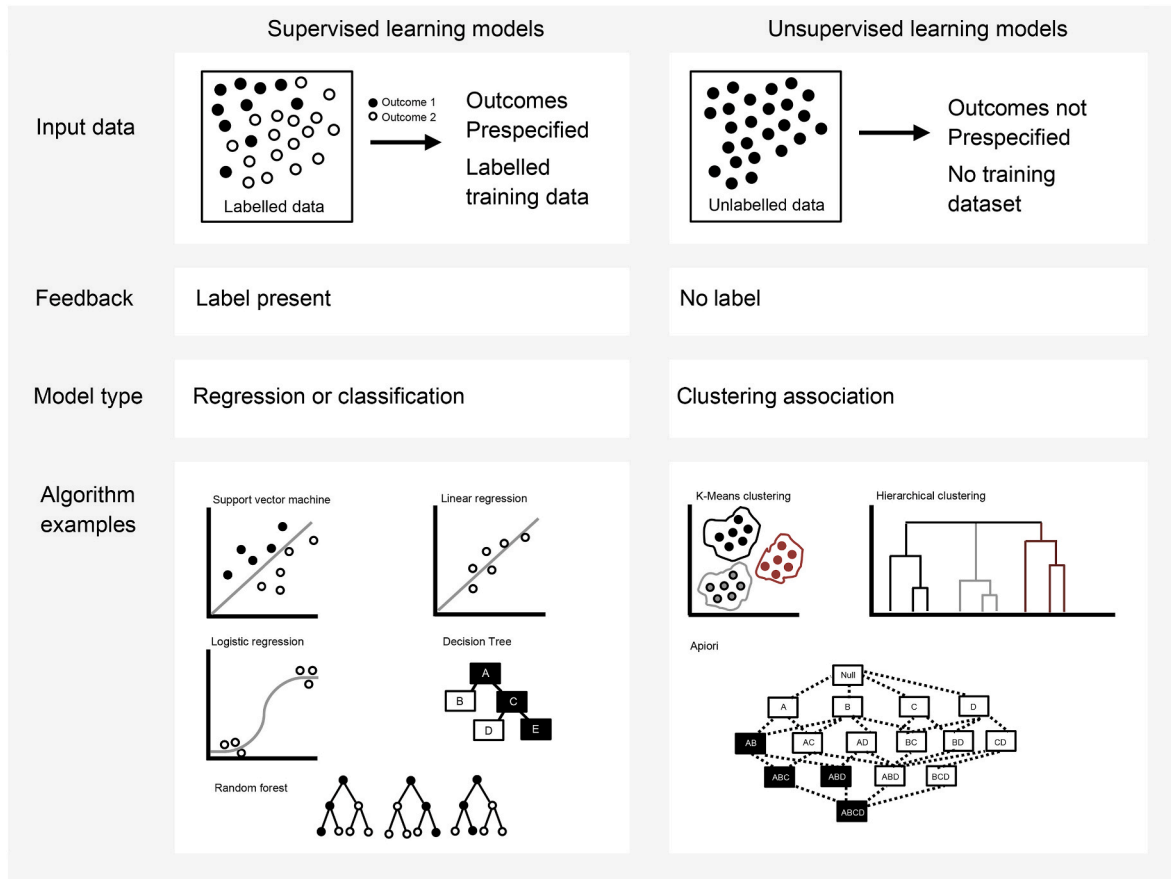 Supervised learning models
Unsupervised learning models
Input data
Labelled data
Outcome 1
Outcome 2
Outcomes
Prespecified
Labelled
training data
Unlabelled data
Outcomes not
Prespecified
No training
dataset
Feedback
Label present
No label
Model type
Regression or classification
Clustering association
Algorithm
examples
Support vector machine
Linear regression
Logistic regression
Decision Tree
A
B
C
D
E
Random forest
K-Means clustering
Hierarchical clustering
Apiori
Null
A
B
C
D
AB
AC
AD
BC
BD
CD
ABC
ABD
ABD
BCD
ABCD